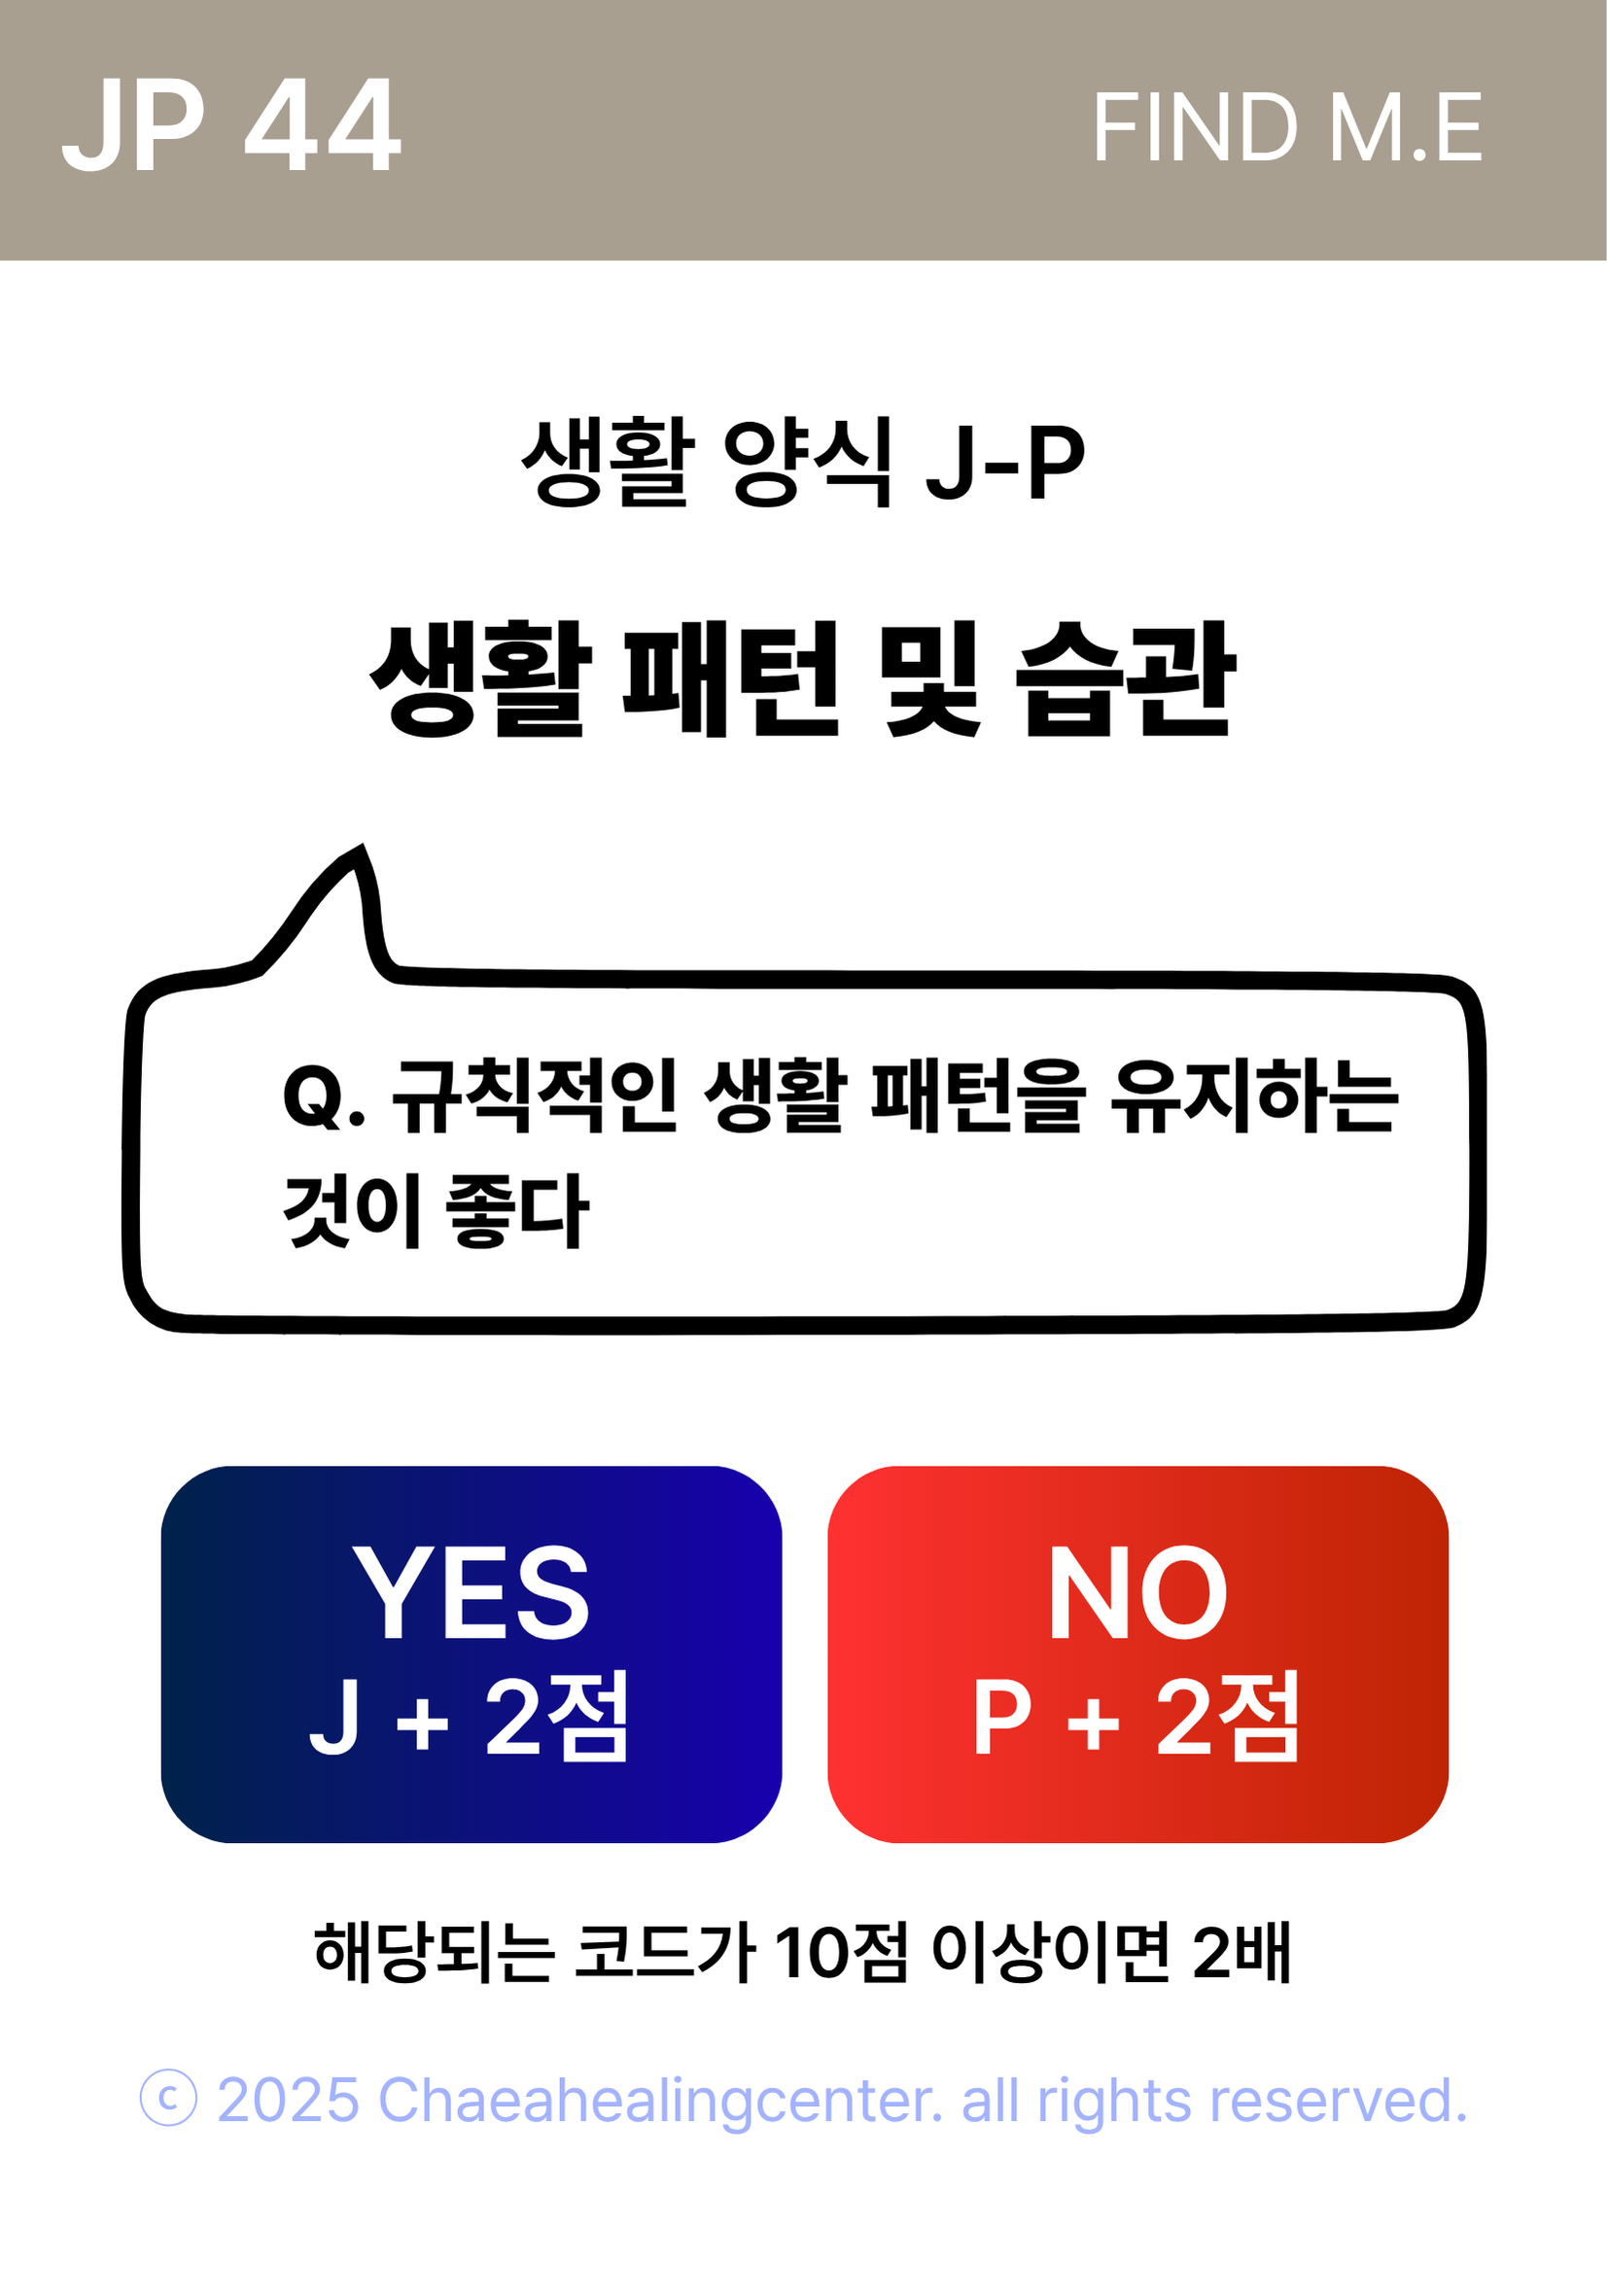 JP 44
FIND M.E
생활 양식 J-P
생활 패턴 및 습관
Q. 규칙적인 생활 패턴을 유지하는
것이 좋다
YES
J + 2점
NO
P + 2점
해당되는 코드가 10점 이상이면 2배
© 2025 Chaeahealingcenter. all rights reserved.